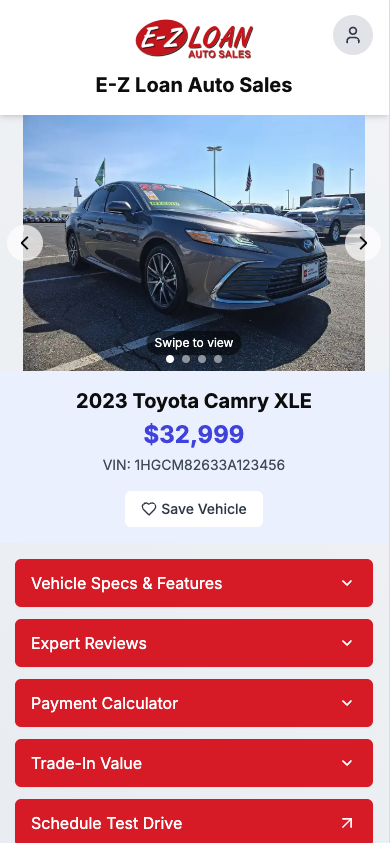 E-Z LOAN
AUTO SALES
E-Z Loan Auto Sales
Swipe to view
2023 Toyota Camry XLE
$32,999
VIN: 1HGCM82633A123456
Save Vehicle
Vehicle Specs & Features
Expert Reviews
Payment Calculator
Trade-In Value
Schedule Test Drive